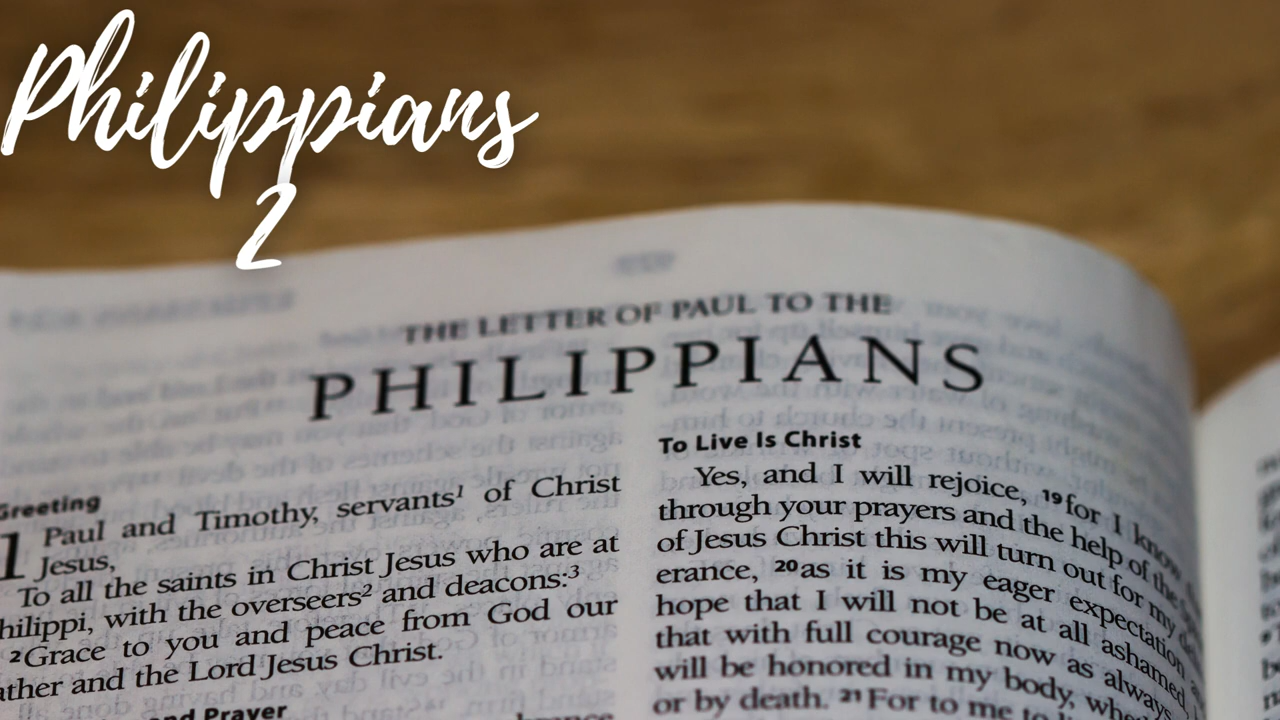 Philippians
2
THE LETTER OF PAUL TO THE
PHILIPPIANS
Greeting
1 Paul and Timothy, servants¹ of Christ
Jesus,
To all the saints in Christ Jesus who are at
hilippi, with the overseers² and deacons:³
²Grace to you and peace from God our
ather and the Lord Jesus Christ.
nd Prayer
To Live Is Christ
Yes, and I will rejoice, ¹⁹for I know
through your prayers and the help of the
of Jesus Christ this will turn out for my
erance, ²⁰as it is my eager expectation
hope that I will not be at all ashamed,
that with full courage now as always
will be honored in my body, whe
or by death. ²¹For to me to